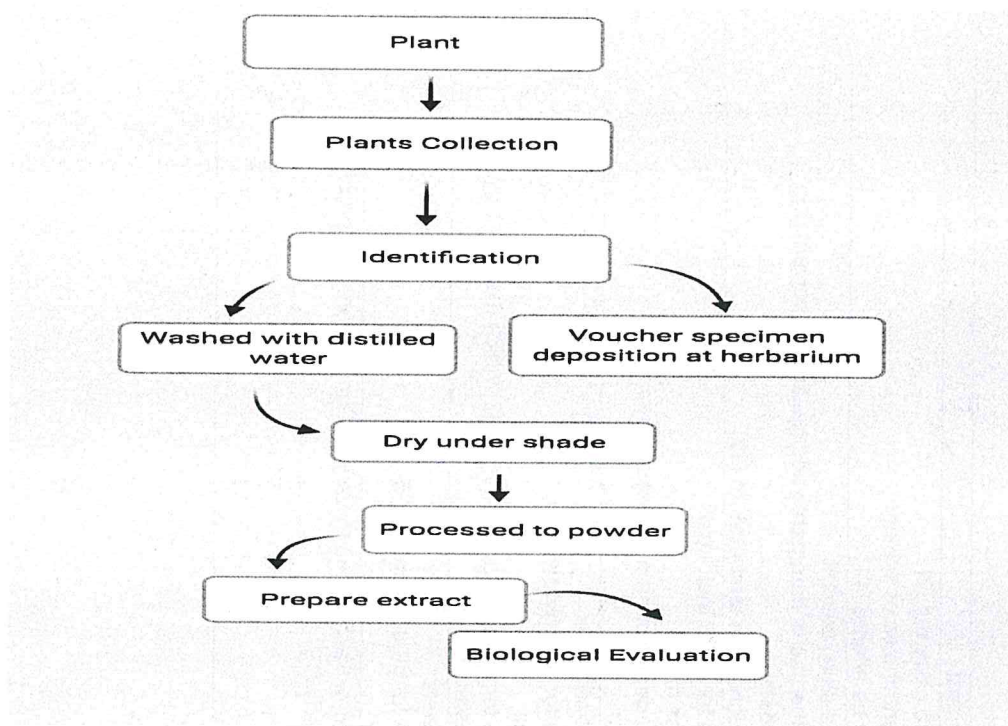 Plant
Plants Collection
Identification
Washed with distilled
water
Voucher specimen
deposition at herbarium
Dry under shade
Processed to powder
Prepare extract
Biological Evaluation